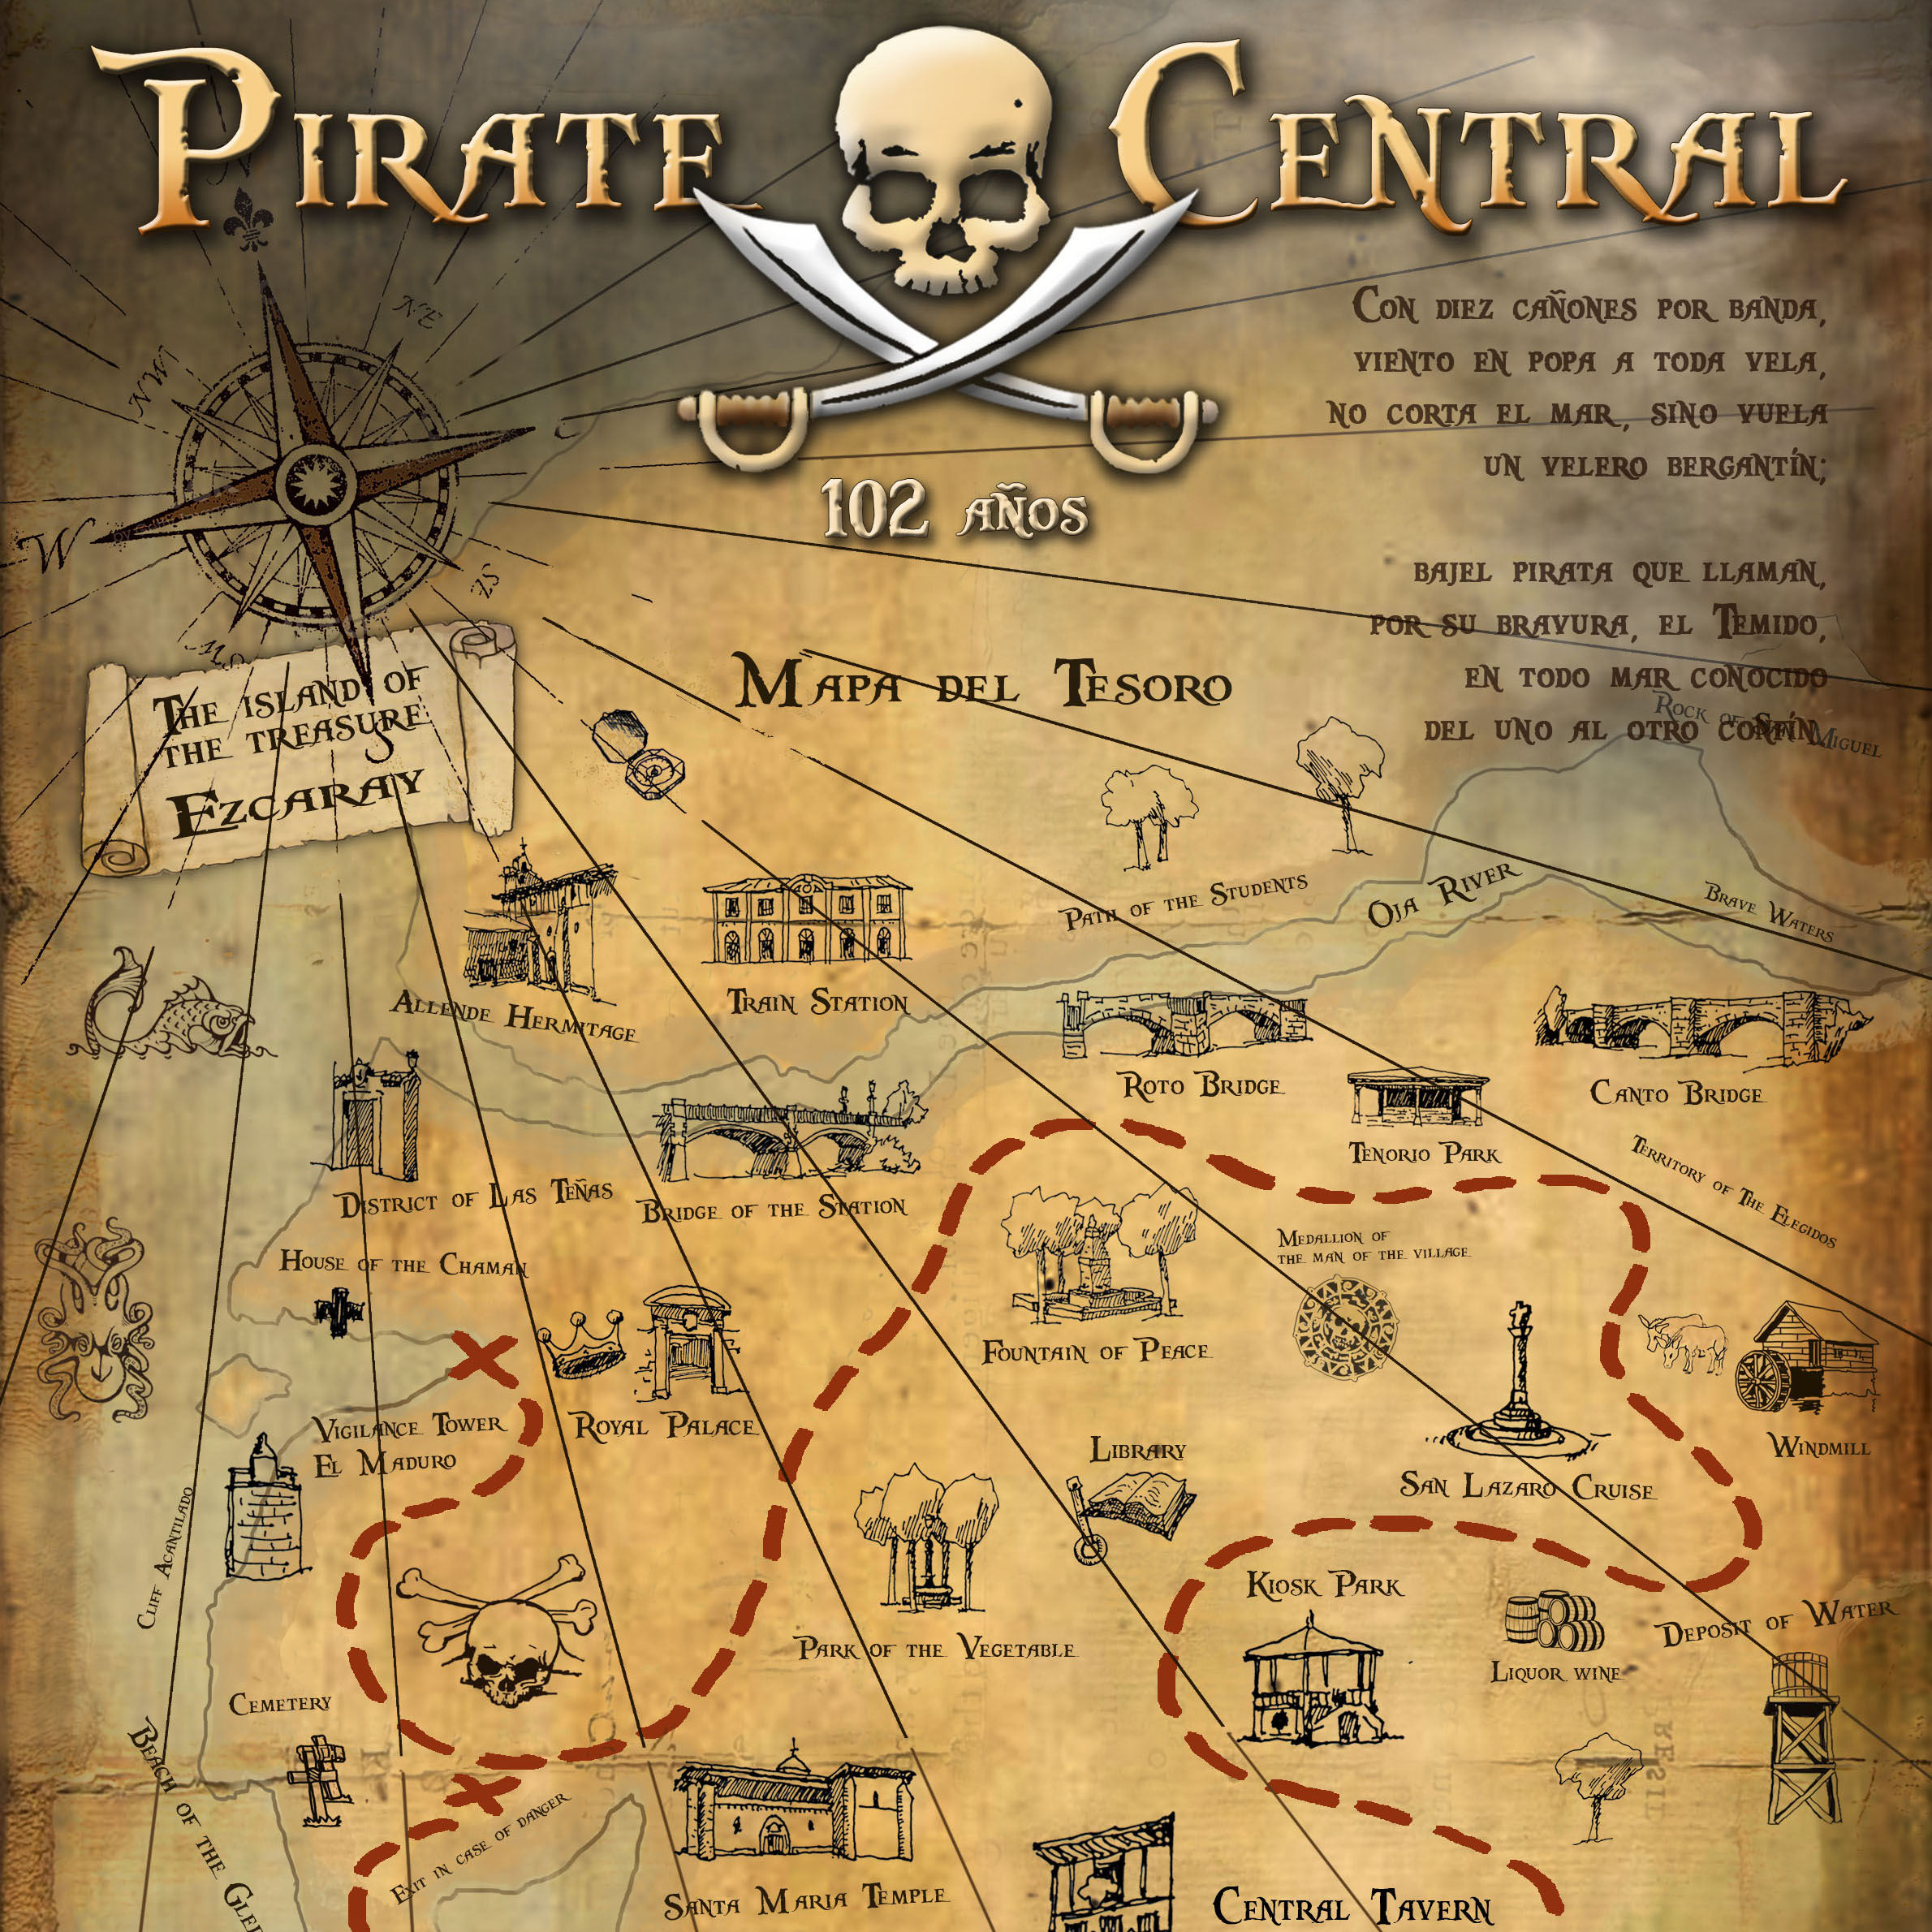 Pirate Central
102 años
Con diez cañones por banda,
viento en popa a toda vela,
no corta el mar, sino vuela
un velero bergantín;
bajel pirata que llaman,
por su bravura, el Temido,
en todo mar conocido
del uno al otro confín.
NE
NW
W
The island of
the treasure
Ezcaray
Mapa del Tesoro
Rock of San Miguel
Path of the Students
Oja River
Brave Waters
Allende Hermitage
Train Station
Roto Bridge
Canto Bridge
Tenorio Park
Territory of The Elegidos
District of Las Teñas
Bridge of the Station
House of the Chaman
Medallion of
the man of the village
Fountain of Peace
Vigilance Tower
El Maduro
Royal Palace
Library
Windmill
San Lazaro Cruise
Cliff Acantilado
Kiosk Park
Liquor wine
Deposit of Water
Park of the Vegetable
Cemetery
Beach of the
Exit in case of danger
Santa Maria Temple
Central Tavern